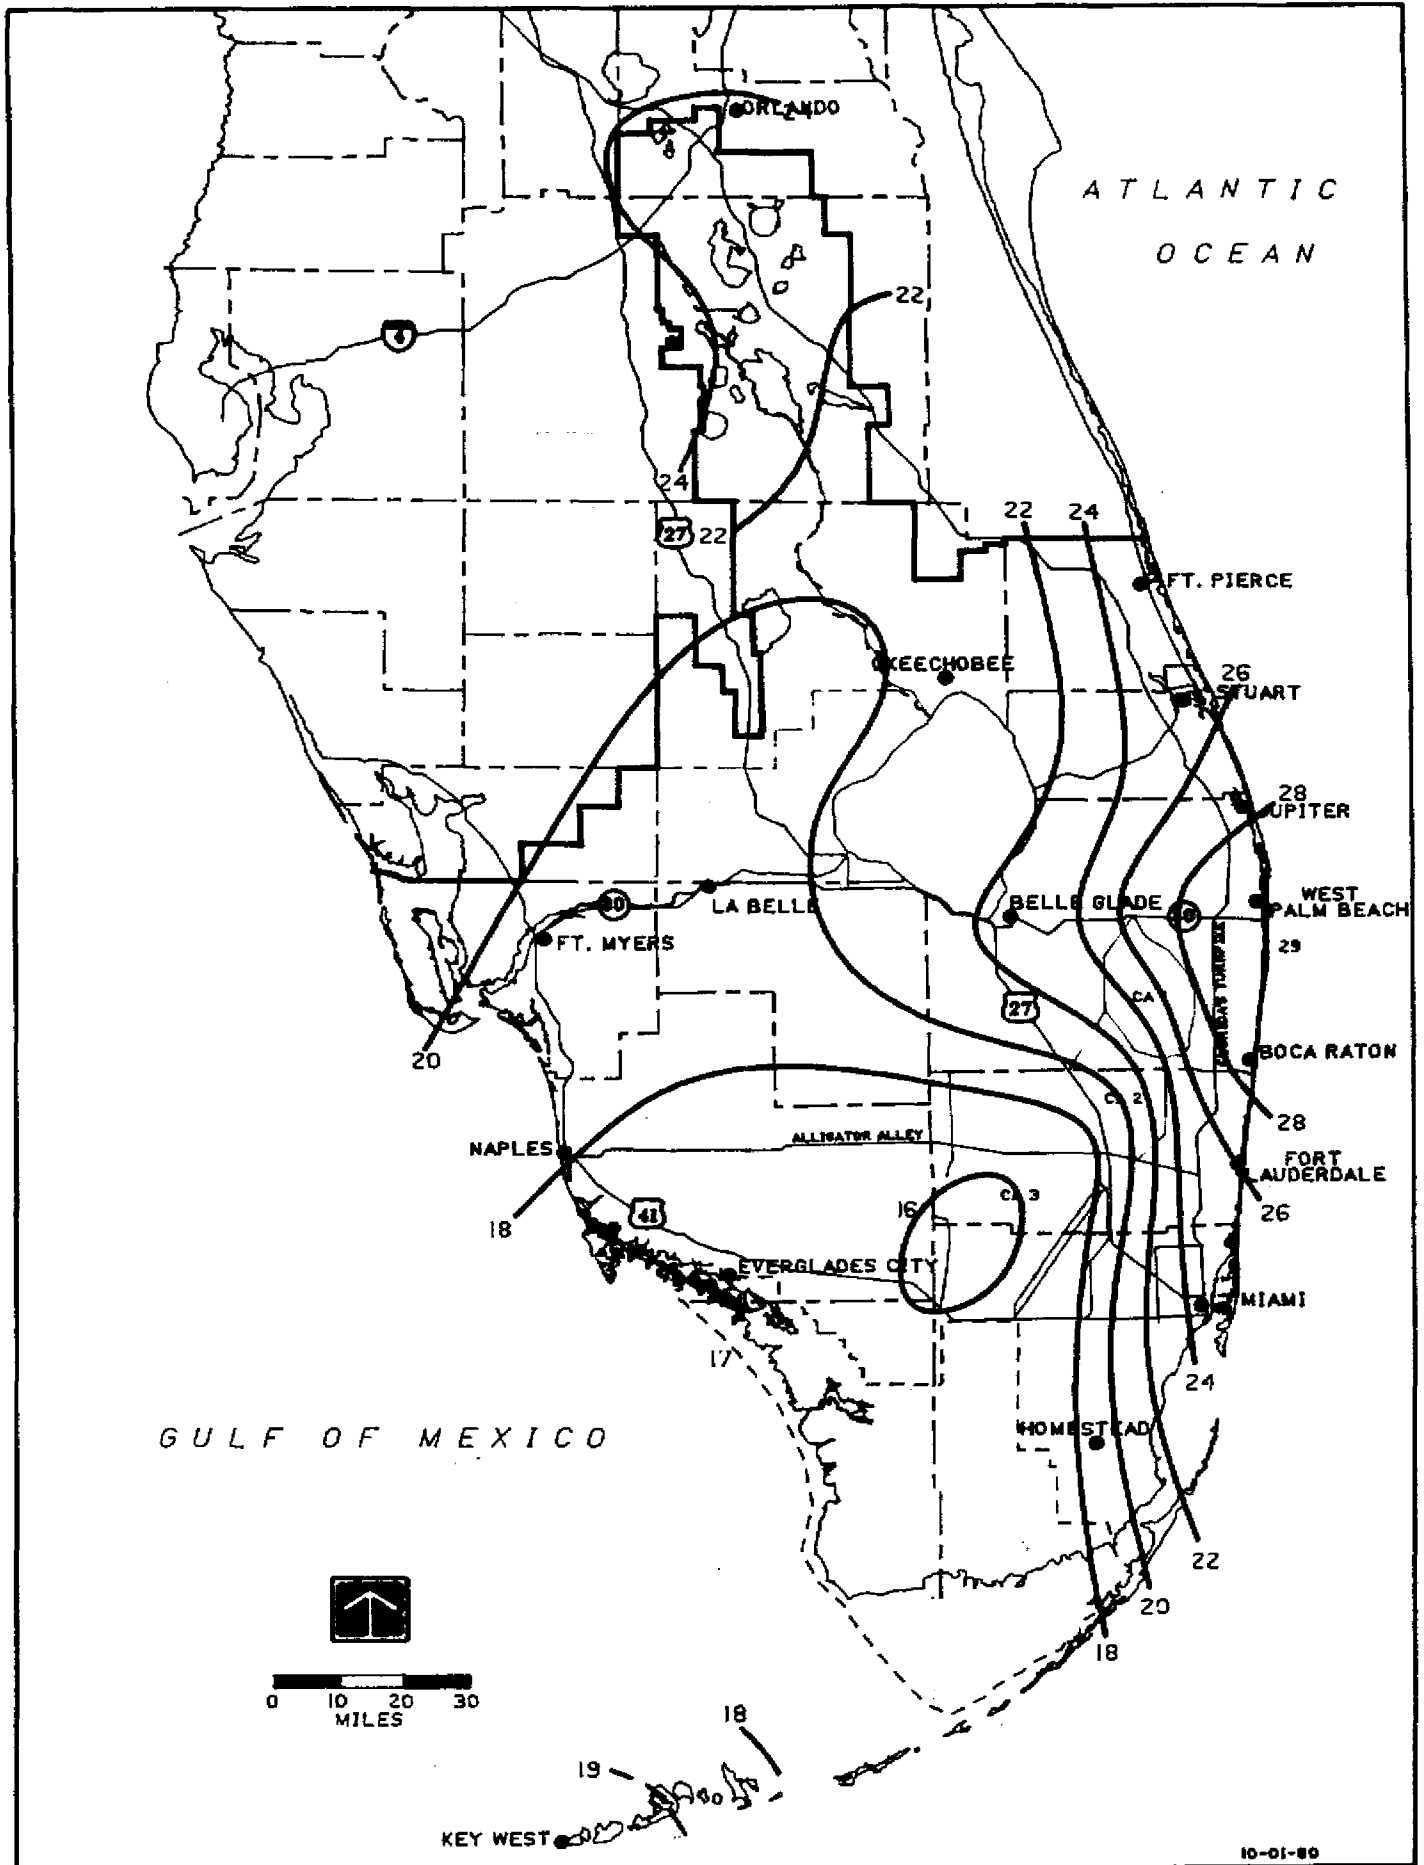 ORLANDO
24
ATLANTIC
OCEAN
22
4
24
27
22
22
24
FT. PIERCE
OKEECHOBEE
26
STUART
28
JUPITER
WEST
PALM BEACH
LA BELLE
BELLE GLADE
80
FT. MYERS
29
CA
27
20
BOCA RATON
28
NAPLES
ALLIGATOR ALLEY
FORT
LAUDERDALE
CA 3
16
26
18
41
EVERGLADES CITY
MIAMI
17
24
GULF OF MEXICO
HOMESTEAD
22
20
18
0 10 20 30
MILES
18
19
KEY WEST
10-01-80